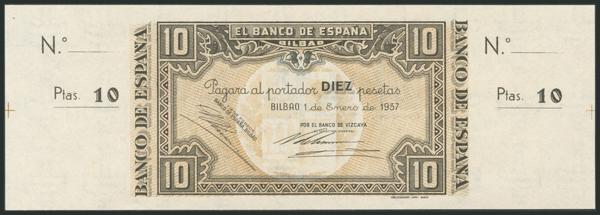 N.º
Ptas. 10
BANCO DE ESPAÑA
10
EL BANCO DE ESPAÑA
BILBAO
10
Pagará al portador DIEZ pesetas
BILBAO 1 de Enero de 1937
POR EL BANCO DE VIZCAYA
10
10
BANCO DE ESPAÑA
N.º
Ptas. 10